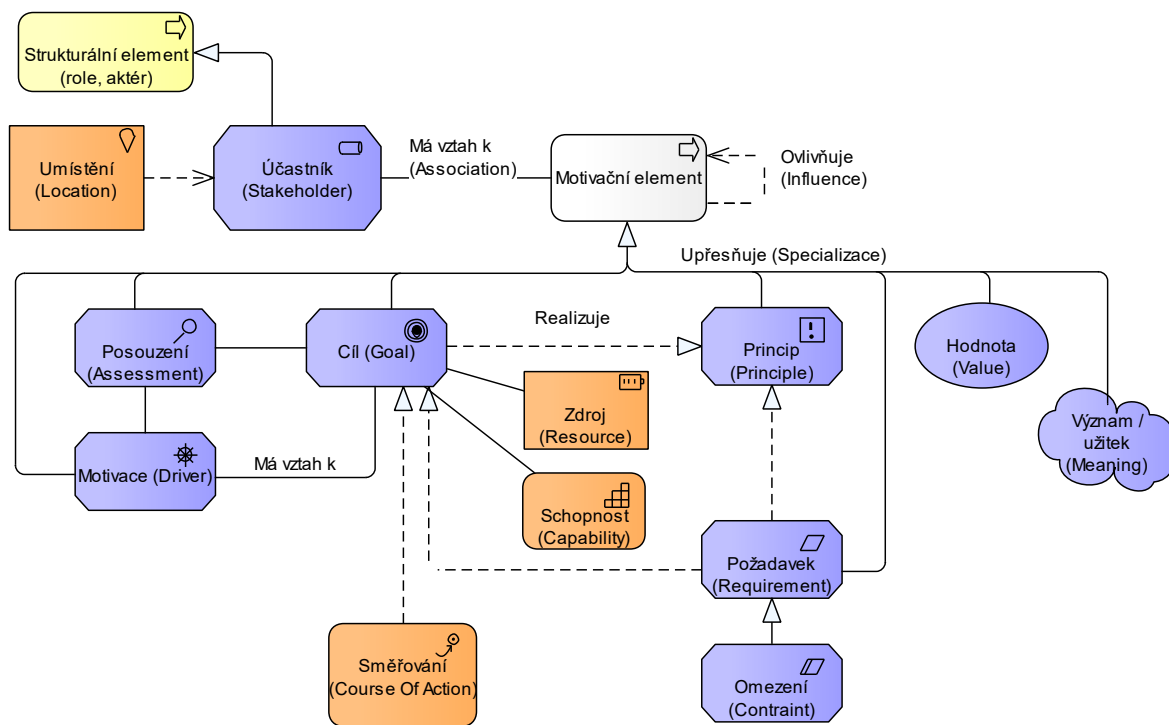 Strukturální element
(role, aktér)
Umístění
(Location)
Účastník
(Stakeholder)
Má vztah k
(Association)
Motivační element
Ovlivňuje
(Influence)
Upřesňuje (Specializace)
Posouzení
(Assessment)
Cíl (Goal)
Realizuje
Princip
(Principle)
Hodnota
(Value)
Zdroj
(Resource)
Význam /
užitek
(Meaning)
Motivace (Driver)
Má vztah k
Schopnost
(Capability)
Požadavek
(Requirement)
Směřování
(Course Of Action)
Omezení
(Contraint)